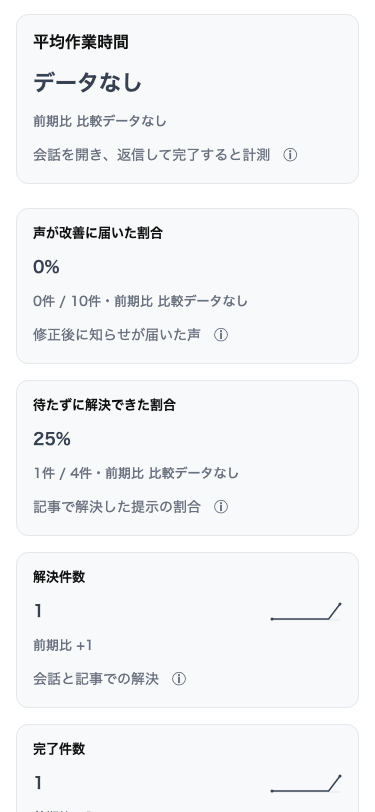 平均作業時間
データなし
前期比 比較データなし
会話を開き、返信して完了すると計測 ⓘ
声が改善に届いた割合
0%
0件 / 10件・前期比 比較データなし
修正後に知らせが届いた声 ⓘ
待たずに解決できた割合
25%
1件 / 4件・前期比 比較データなし
記事で解決した提示の割合 ⓘ
解決件数
1
前期比 +1
会話と記事での解決 ⓘ
完了件数
1